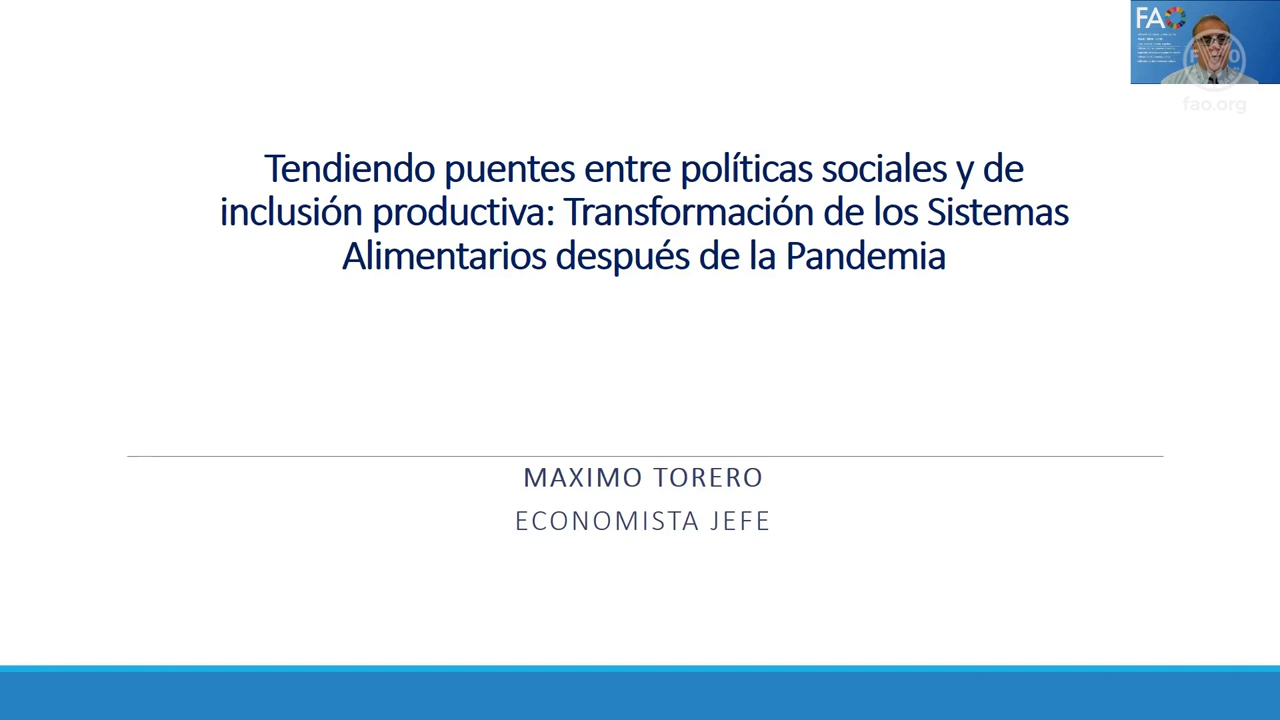 FAO
fao.org
Tendiendo puentes entre políticas sociales y de
inclusión productiva: Transformación de los Sistemas
Alimentarios después de la Pandemia
MAXIMO TORERO
ECONOMISTA JEFE